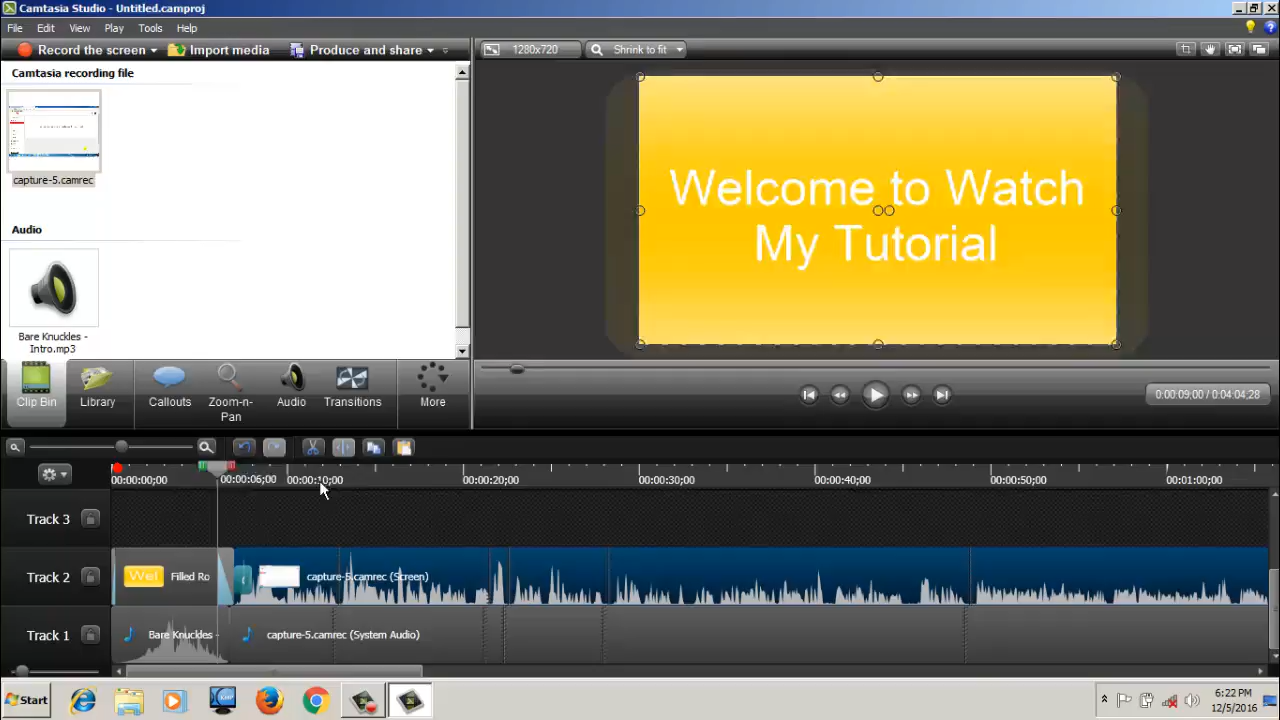 Camtasia Studio - Untitled.camproj
File Edit View Play Tools Help
Record the screen Import media Produce and share
1280x720 Shrink to fit
Camtasia recording file
capture-5.camrec
Audio
Bare Knuckles -
Intro.mp3
Welcome to Watch
My Tutorial
Clip Bin Library Callouts Zoom-n-
Pan Audio Transitions More
0:00:09;00 / 0:04:04;28
00:00:00;00 00:00:06;00 00:00:10;00 00:00:20;00 00:00:30;00 00:00:40;00 00:00:50;00 00:01:00;00
Track 3
Track 2 Wel Filled Ro capture-5.camrec (Screen)
Track 1 Bare Knuckles - capture-5.camrec (System Audio)
Start 6:22 PM
12/5/2016